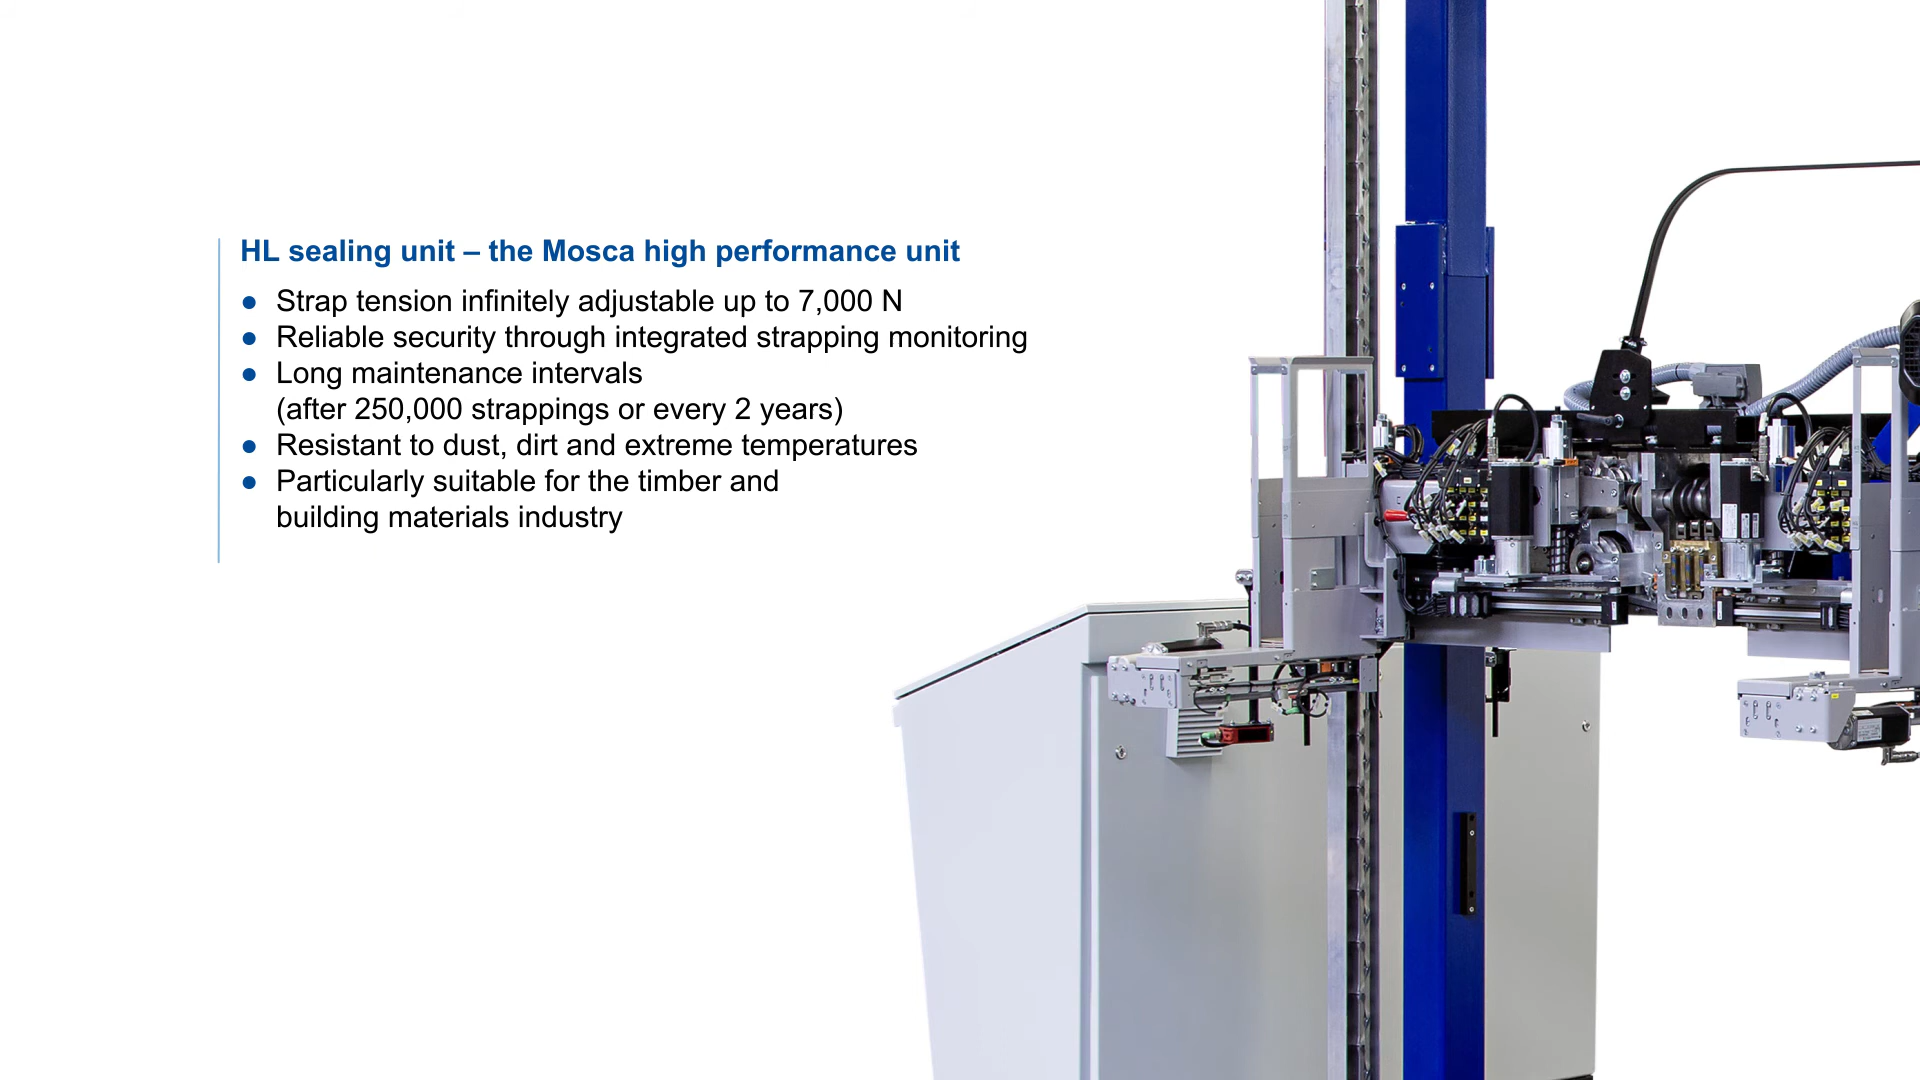 HL sealing unit – the Mosca high performance unit
● Strap tension infinitely adjustable up to 7,000 N
● Reliable security through integrated strapping monitoring
● Long maintenance intervals
(after 250,000 strappings or every 2 years)
● Resistant to dust, dirt and extreme temperatures
● Particularly suitable for the timber and
building materials industry